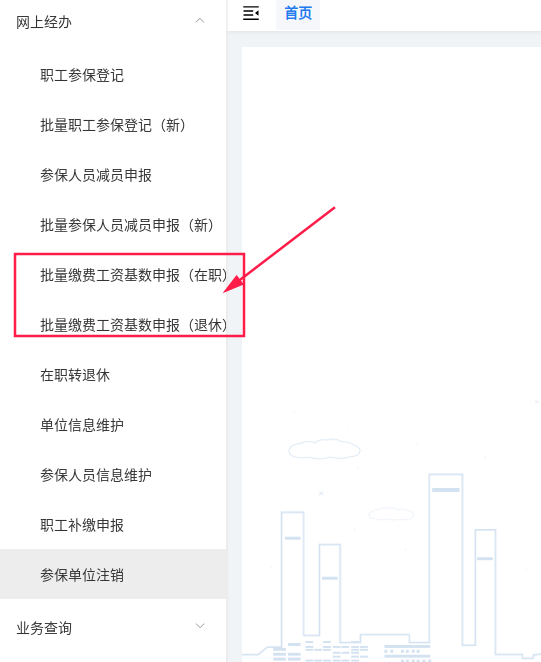 网上经办
首页
职工参保登记
批量职工参保登记（新）
参保人员减员申报
批量参保人员减员申报（新）
批量缴费工资基数申报（在职）
批量缴费工资基数申报（退休）
在职转退休
单位信息维护
参保人员信息维护
职工补缴申报
参保单位注销
业务查询